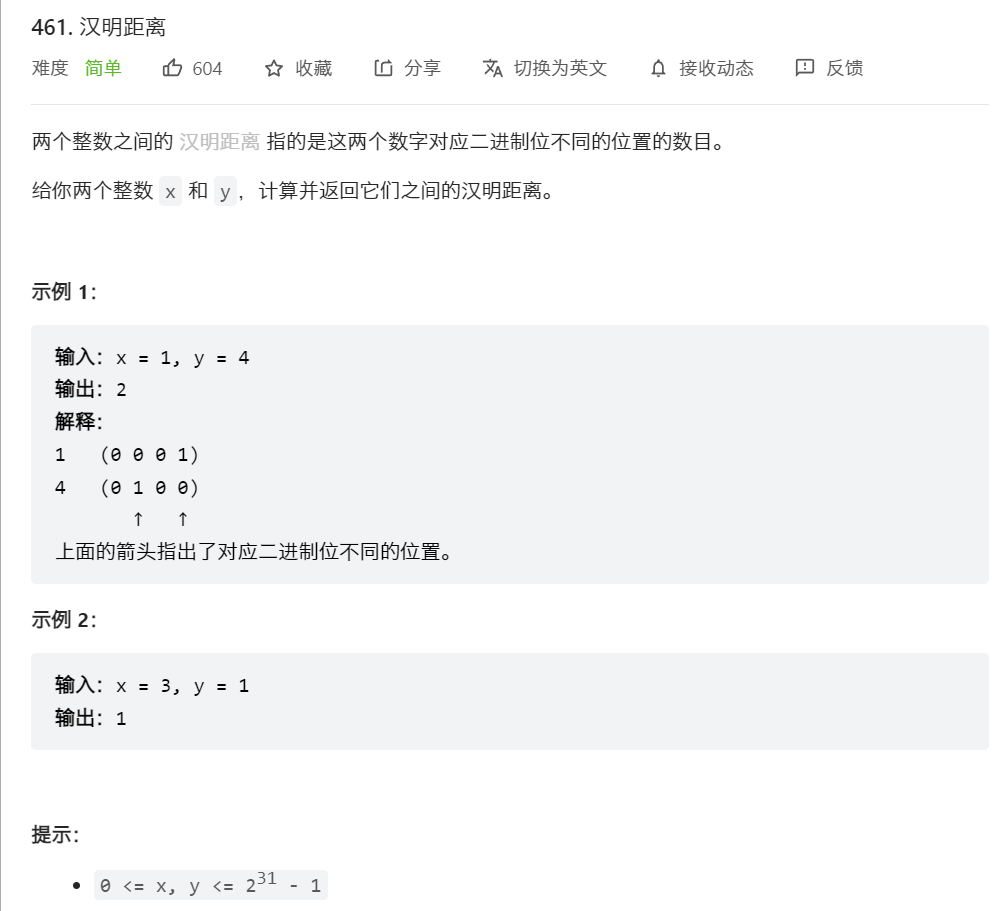 461. 汉明距离
难度 简单 604 收藏 分享 切换为英文 接收动态 反馈
两个整数之间的 汉明距离 指的是这两个数字对应二进制位不同的位置的数目。
给你两个整数 x 和 y，计算并返回它们之间的汉明距离。
示例 1：
输入：x = 1, y = 4
输出：2
解释：
1   (0 0 0 1)
4   (0 1 0 0)
       ↑   ↑
上面的箭头指出了对应二进制位不同的位置。
示例 2：
输入：x = 3, y = 1
输出：1
提示：
• 0 <= x, y <= 2^31 - 1